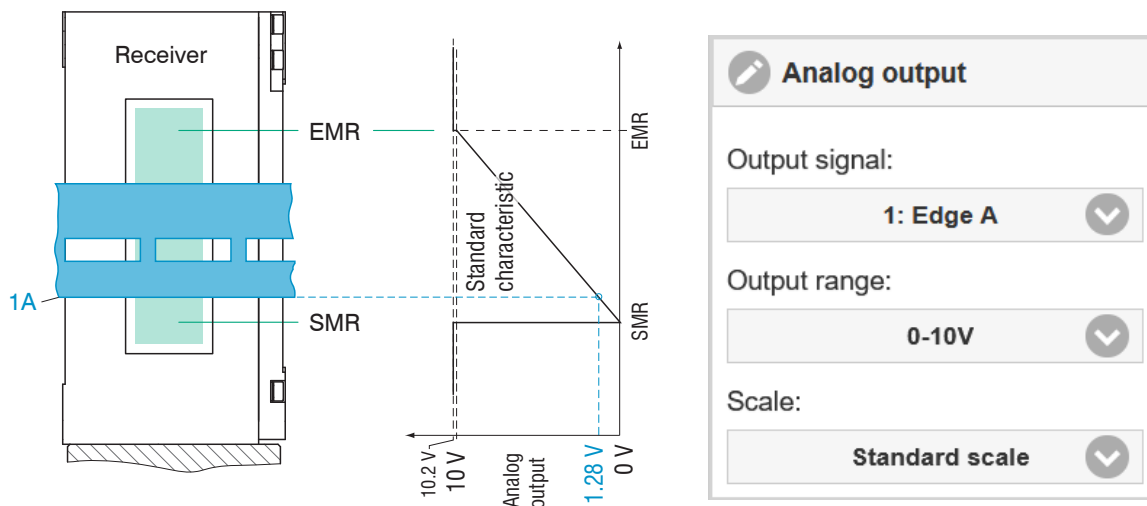 Receiver
EMR
1A
SMR
Standard
characteristic
EMR
SMR
10.2 V
10 V
Analog
output
1.28 V
0 V
Analog output
Output signal:
1: Edge A
Output range:
0-10V
Scale:
Standard scale